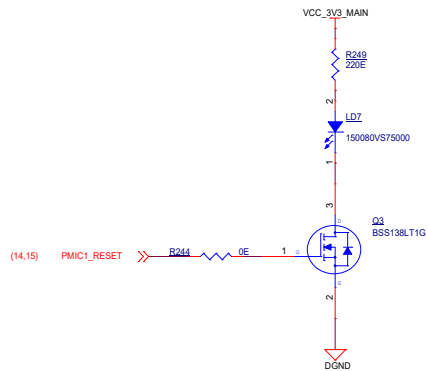 VCC_3V3_MAIN
R249
220E
2
LD7
150080VS75000
1
3
D
Q3
BSS138LT1G
(14,15) PMIC1_RESET R244 0E 1 G
S
2
DGND